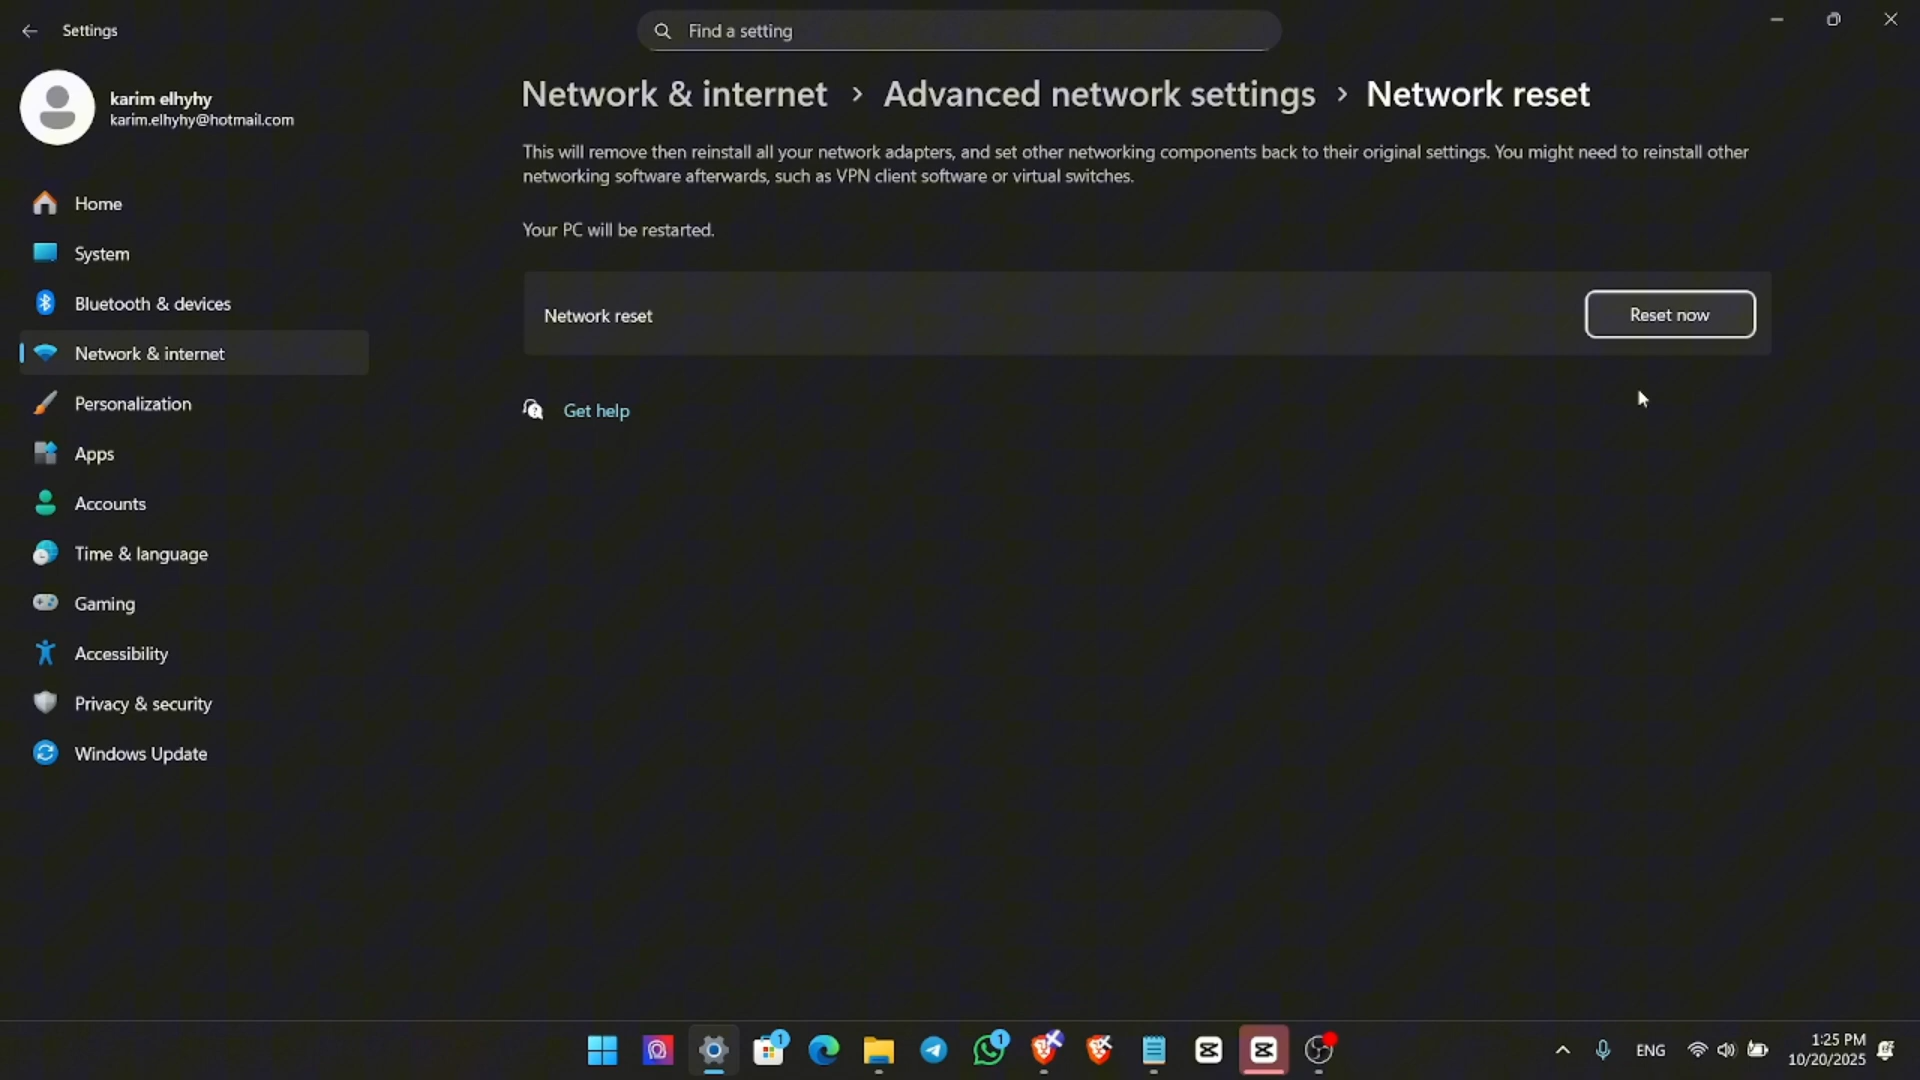 Settings
Find a setting
karim elhyhy
karim.elhyhy@hotmail.com
Network & internet > Advanced network settings > Network reset
This will remove then reinstall all your network adapters, and set other networking components back to their original settings. You might need to reinstall other
networking software afterwards, such as VPN client software or virtual switches.
Your PC will be restarted.
Network reset
Reset now
Get help
Home
System
Bluetooth & devices
Network & internet
Personalization
Apps
Accounts
Time & language
Gaming
Accessibility
Privacy & security
Windows Update
1
1
ENG
1:25 PM
10/20/2025